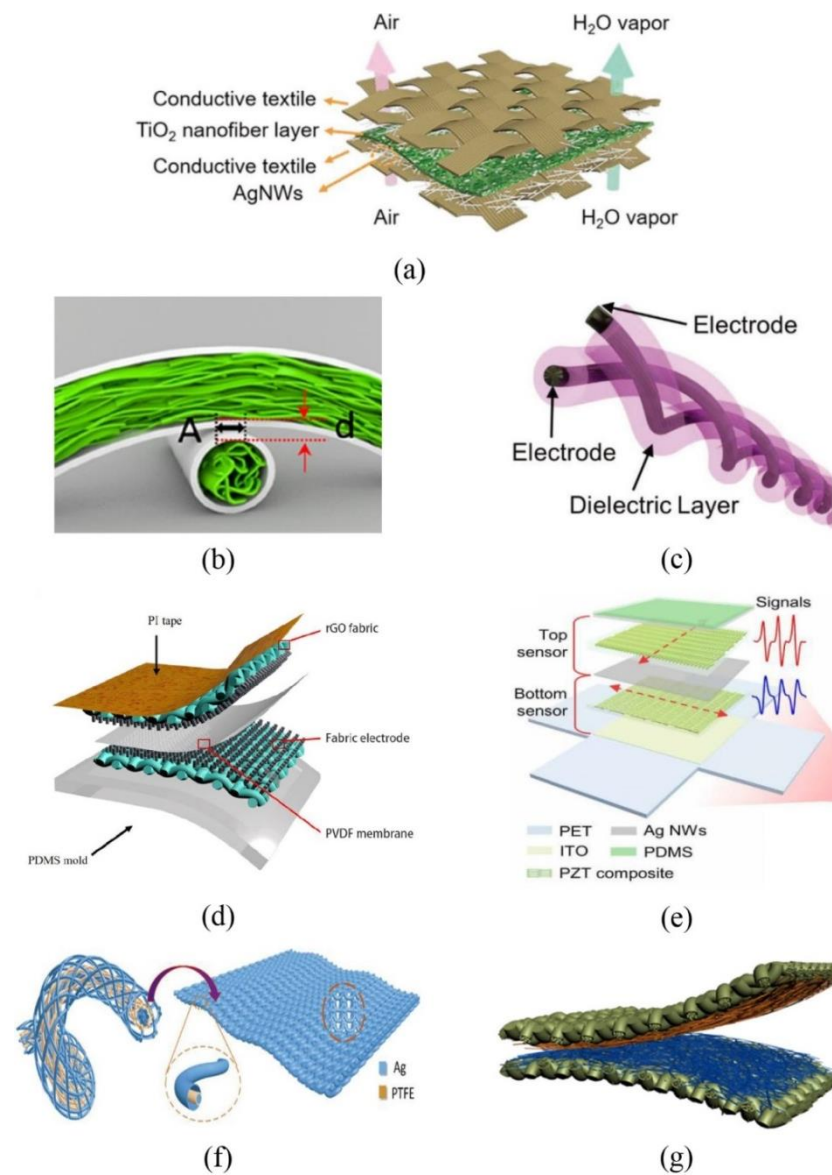 Air
H₂O vapor
Conductive textile
TiO₂ nanofiber layer
Conductive textile
AgNWs
Air
H₂O vapor
(a)
A
d
(b)
Electrode
Electrode
Dielectric Layer
(c)
PI tape
rGO fabric
Fabric electrode
PVDF membrane
PDMS mold
(d)
Signals
Top
sensor
Bottom
sensor
PET
Ag NWs
ITO
PDMS
PZT composite
(e)
Ag
PTFE
(f)
(g)